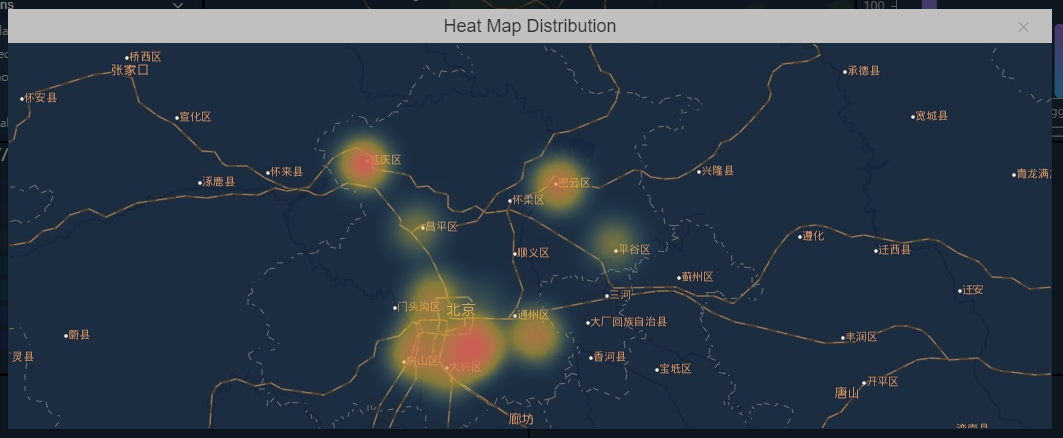 ns
100
Heat Map Distribution
×
桥西区
张家口
承德县
怀安县
宣化区
宽城县
延庆区
怀来县
涿鹿县
兴隆县
密云区
怀柔区
昌平区
遵化
顺义区
平谷区
迁西县
蓟州区
迁安
三河
门头沟区
北京
通州区
大厂回族自治县
蔚县
丰润区
灵县
房山区
大兴区
香河县
宝坻区
开平区
唐山
廊坊